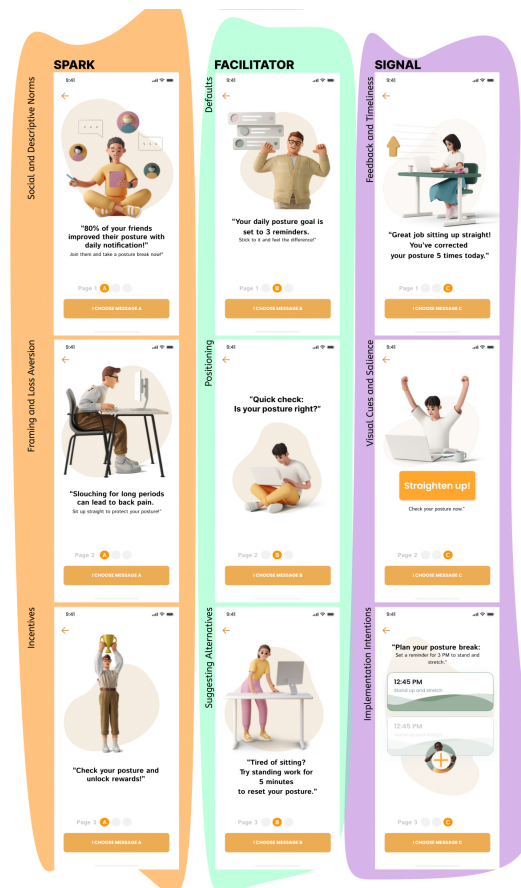 SPARK
FACILITATOR
SIGNAL
Social and Descriptive Norms
9:41
"80% of your friends
improved their posture with
daily notification!"
Join them and take a posture break now!"
Page 1 A
I CHOOSE MESSAGE A
Defaults
9:41
"Your daily posture goal is
set to 3 reminders.
Stick to it and feel the difference!"
Page 1 B
I CHOOSE MESSAGE B
Feedback and Timeliness
9:41
"Great job sitting up straight!
You've corrected
your posture 5 times today."
Page 1 C
I CHOOSE MESSAGE C
Framing and Loss Aversion
9:41
"Slouching for long periods
can lead to back pain.
Sit up straight to protect your posture!"
Page 2 A
I CHOOSE MESSAGE A
Positioning
9:41
"Quick check:
Is your posture right?"
Page 2 B
I CHOOSE MESSAGE B
Visual Cues and Salience
9:41
Straighten up!
Check your posture now."
Page 2 C
I CHOOSE MESSAGE C
Incentives
9:41
"Check your posture and
unlock rewards!"
Page 3 A
I CHOOSE MESSAGE A
Suggesting Alternatives
9:41
"Tired of sitting?
Try standing work for
5 minutes
to reset your posture."
Page 3 B
I CHOOSE MESSAGE B
Implementation Intentions
9:41
"Plan your posture break:
Set a reminder for 3 PM to stand and
stretch."
12:45 PM
Stand up and stretch
12:45 PM
Stand up and stretch
Page 3 C
I CHOOSE MESSAGE C